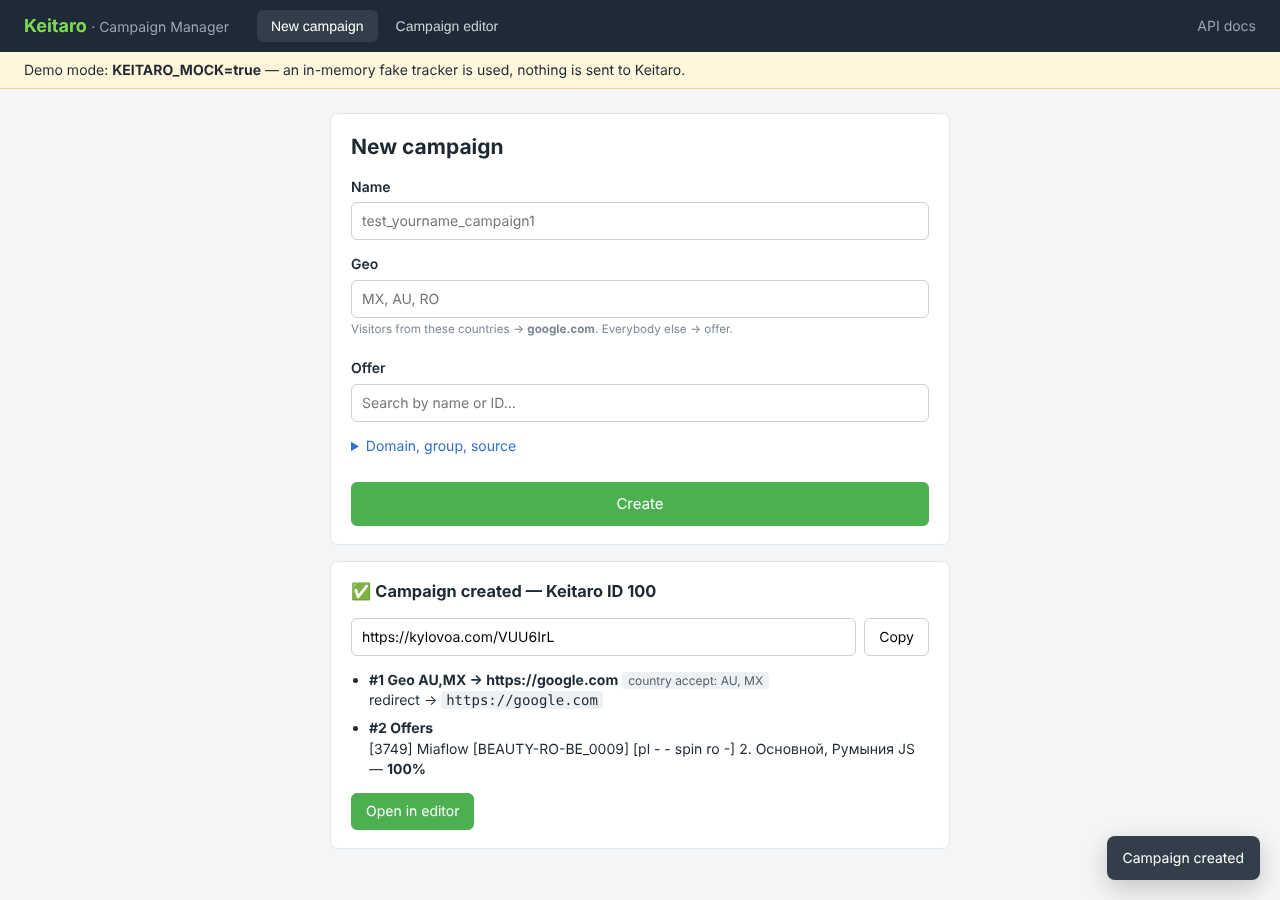 Keitaro · Campaign Manager New campaign Campaign editor API docs
Demo mode: KEITARO_MOCK=true — an in-memory fake tracker is used, nothing is sent to Keitaro.
New campaign
Name
test_yourname_campaign1
Geo
MX, AU, RO
Visitors from these countries → google.com. Everybody else → offer.
Offer
Search by name or ID...
Domain, group, source
Create
✅ Campaign created — Keitaro ID 100
https://kylovoa.com/VUU6IrL Copy
#1 Geo AU,MX → https://google.com country accept: AU, MX
redirect → https://google.com
#2 Offers
[3749] Miaflow [BEAUTY-RO-BE_0009] [pl - - spin ro -] 2. Основной, Румыния JS
— 100%
Open in editor
Campaign created